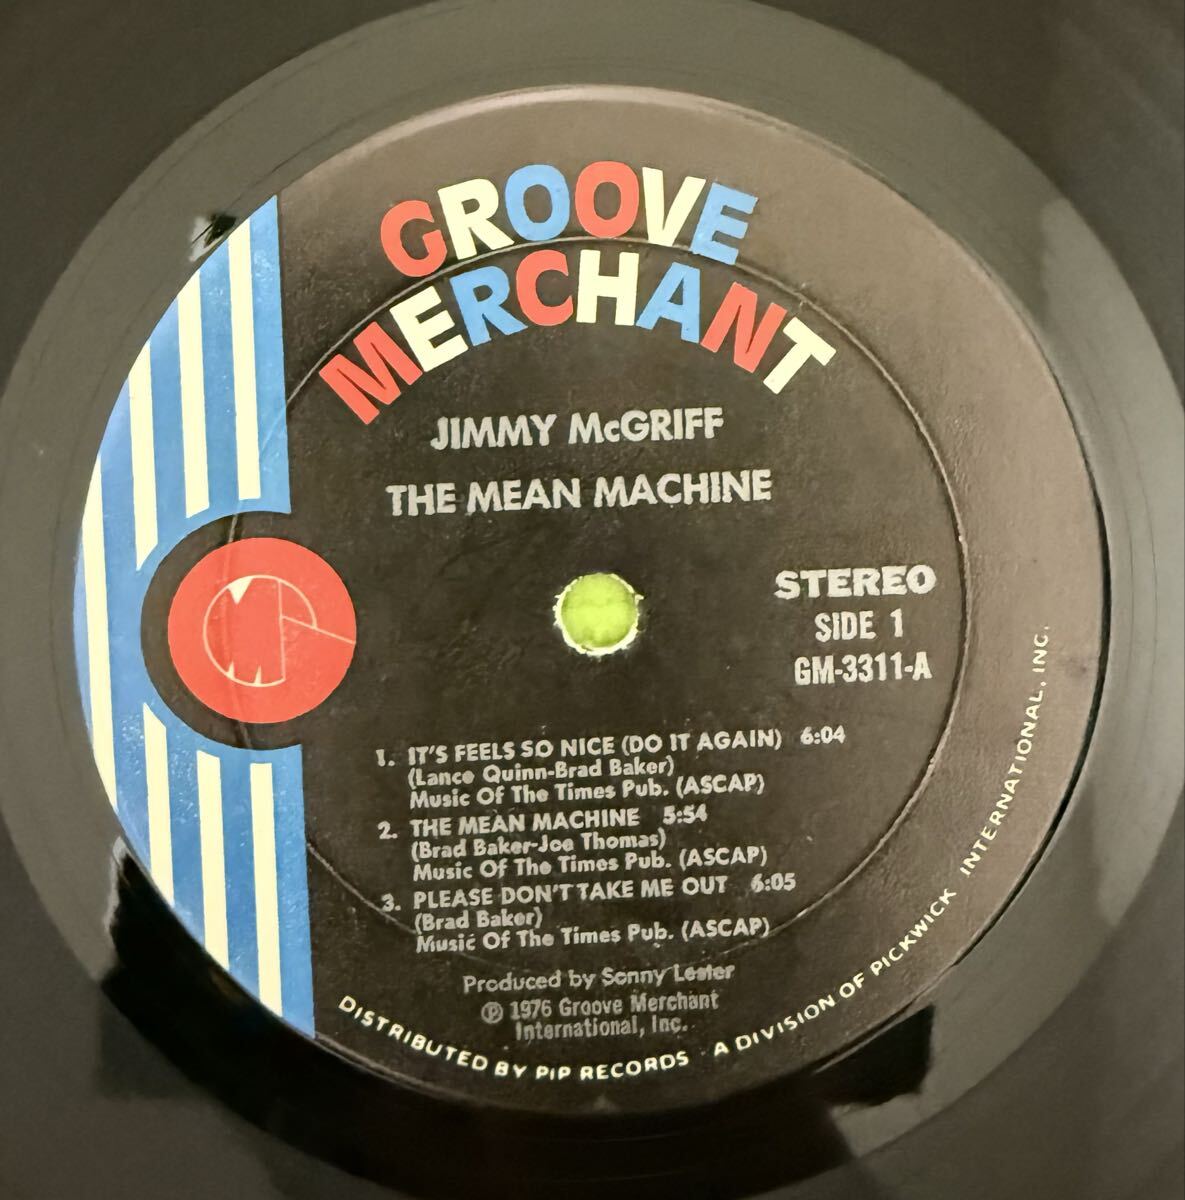 GROOVE
MERCHANT
JIMMY McGRIFF
THE MEAN MACHINE
STEREO
SIDE 1
GM-3311-A
1. IT'S FEELS SO NICE (DO IT AGAIN) 6:04
(Lance Quinn-Brad Baker)
Music Of The Times Pub. (ASCAP)
2. THE MEAN MACHINE 5:54
(Brad Baker-Joe Thomas)
Music Of The Times Pub. (ASCAP)
3. PLEASE DON'T TAKE ME OUT 6:05
(Brad Baker)
Music Of The Times Pub. (ASCAP)
Produced by Sonny Lester
℗ 1976 Groove Merchant
International, Inc.
DISTRIBUTED BY PiP RECORDS · A DIVISION OF PICKWICK INTERNATIONAL, INC.